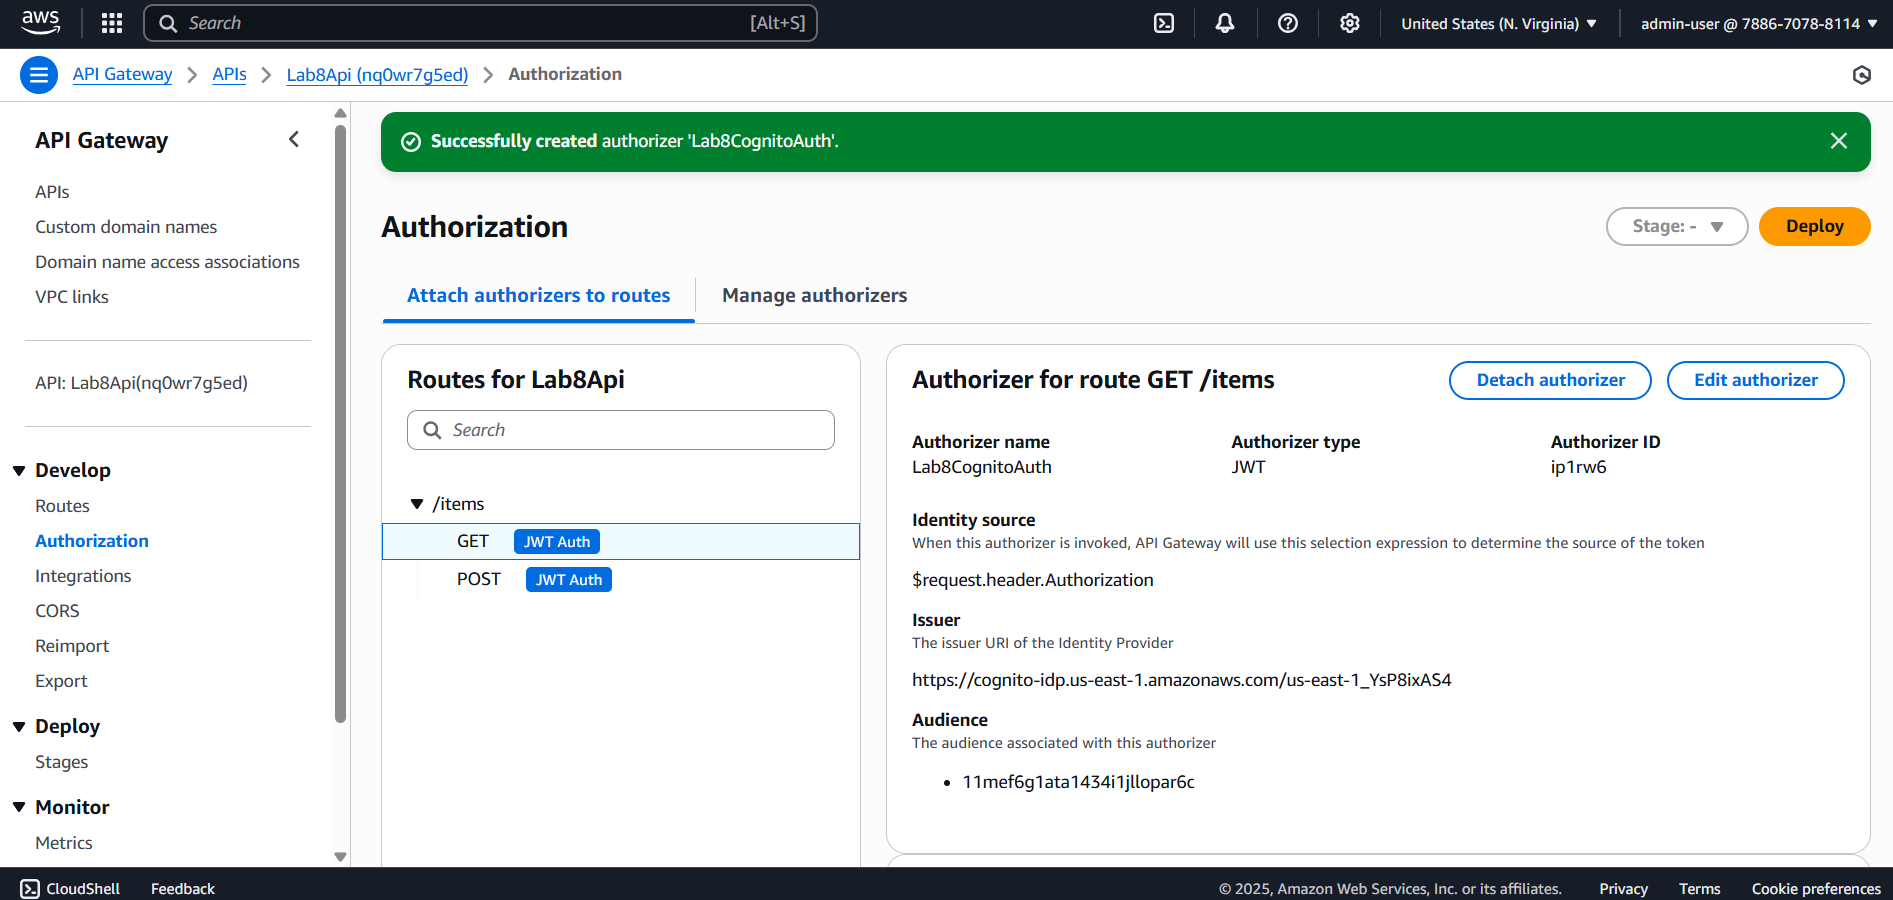 aws
Search [Alt+S]
United States (N. Virginia)
admin-user @ 7886-7078-8114
API Gateway
APIs
Lab8Api (nq0wr7g5ed)
Authorization
API Gateway
APIs
Custom domain names
Domain name access associations
VPC links
API: Lab8Api(nq0wr7g5ed)
Develop
Routes
Authorization
Integrations
CORS
Reimport
Export
Deploy
Stages
Monitor
Metrics
Successfully created authorizer 'Lab8CognitoAuth'.
Authorization
Stage: -
Deploy
Attach authorizers to routes
Manage authorizers
Routes for Lab8Api
Search
/items
GET JWT Auth
POST JWT Auth
Authorizer for route GET /items
Detach authorizer
Edit authorizer
Authorizer name
Lab8CognitoAuth
Authorizer type
JWT
Authorizer ID
ip1rw6
Identity source
When this authorizer is invoked, API Gateway will use this selection expression to determine the source of the token
$request.header.Authorization
Issuer
The issuer URI of the Identity Provider
https://cognito-idp.us-east-1.amazonaws.com/us-east-1_YsP8ixAS4
Audience
The audience associated with this authorizer
• 11mef6g1ata1434i1jllopar6c
CloudShell
Feedback
© 2025, Amazon Web Services, Inc. or its affiliates.
Privacy
Terms
Cookie preferences